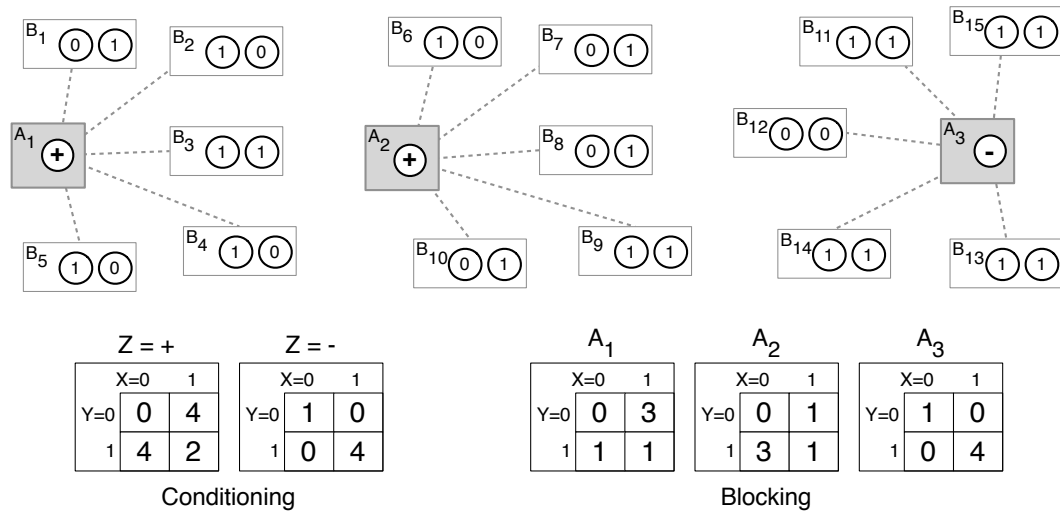 B1 0 1
B2 1 0
B6 1 0
B7 0 1
B11 1 1
B15 1 1
A1 +
B3 1 1
A2 +
B8 0 1
B12 0 0
A3 -
B5 1 0
B4 1 0
B10 0 1
B9 1 1
B14 1 1
B13 1 1
Z = + Z = - A1 A2 A3
X=0 1 X=0 1 X=0 1 X=0 1 X=0 1
Y=0 0 4 Y=0 1 0 Y=0 0 3 Y=0 0 1 Y=0 1 0
1 4 2 1 0 4 1 1 1 1 3 1 1 0 4
Conditioning Blocking